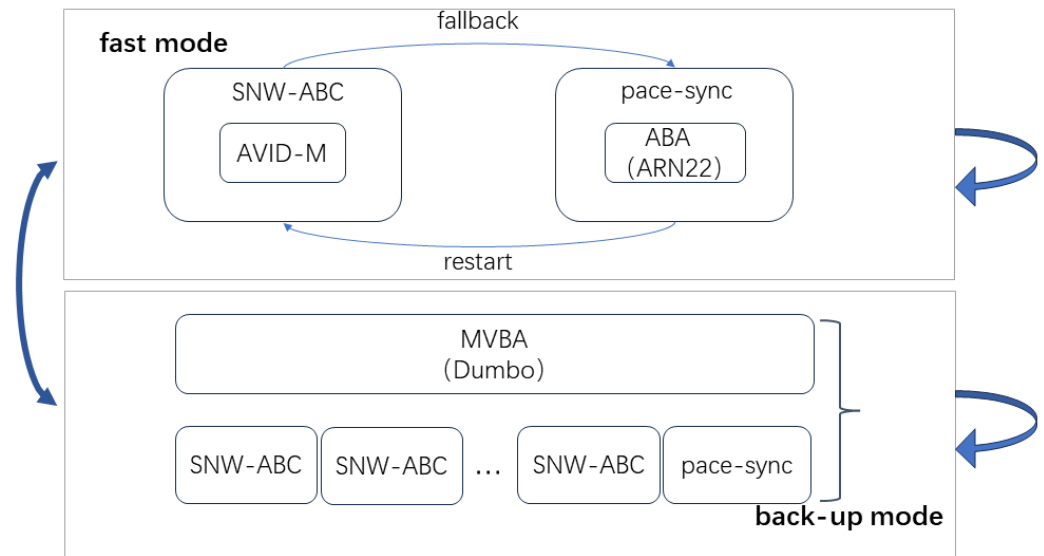 fallback
fast mode
SNW-ABC
pace-sync
AVID-M
ABA
(ARN22)
restart
MVBA
(Dumbo)
SNW-ABC
SNW-ABC
...
SNW-ABC
pace-sync
back-up mode